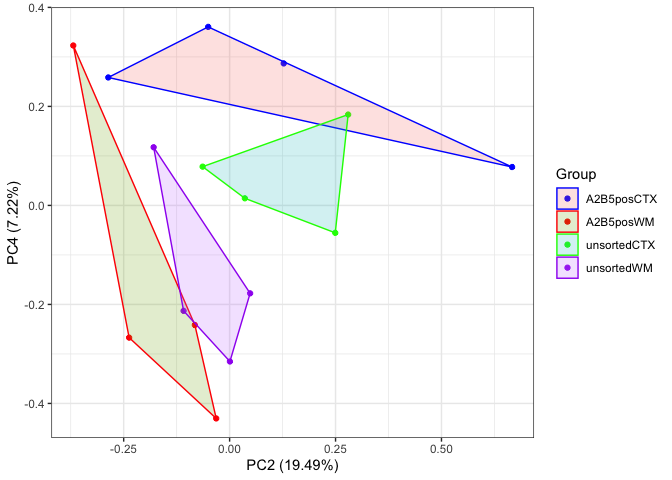 0.4
0.2
0.0
-0.2
-0.4
PC4 (7.22%)
-0.25
0.00
0.25
0.50
PC2 (19.49%)
Group
A2B5posCTX
A2B5posWM
unsortedCTX
unsortedWM